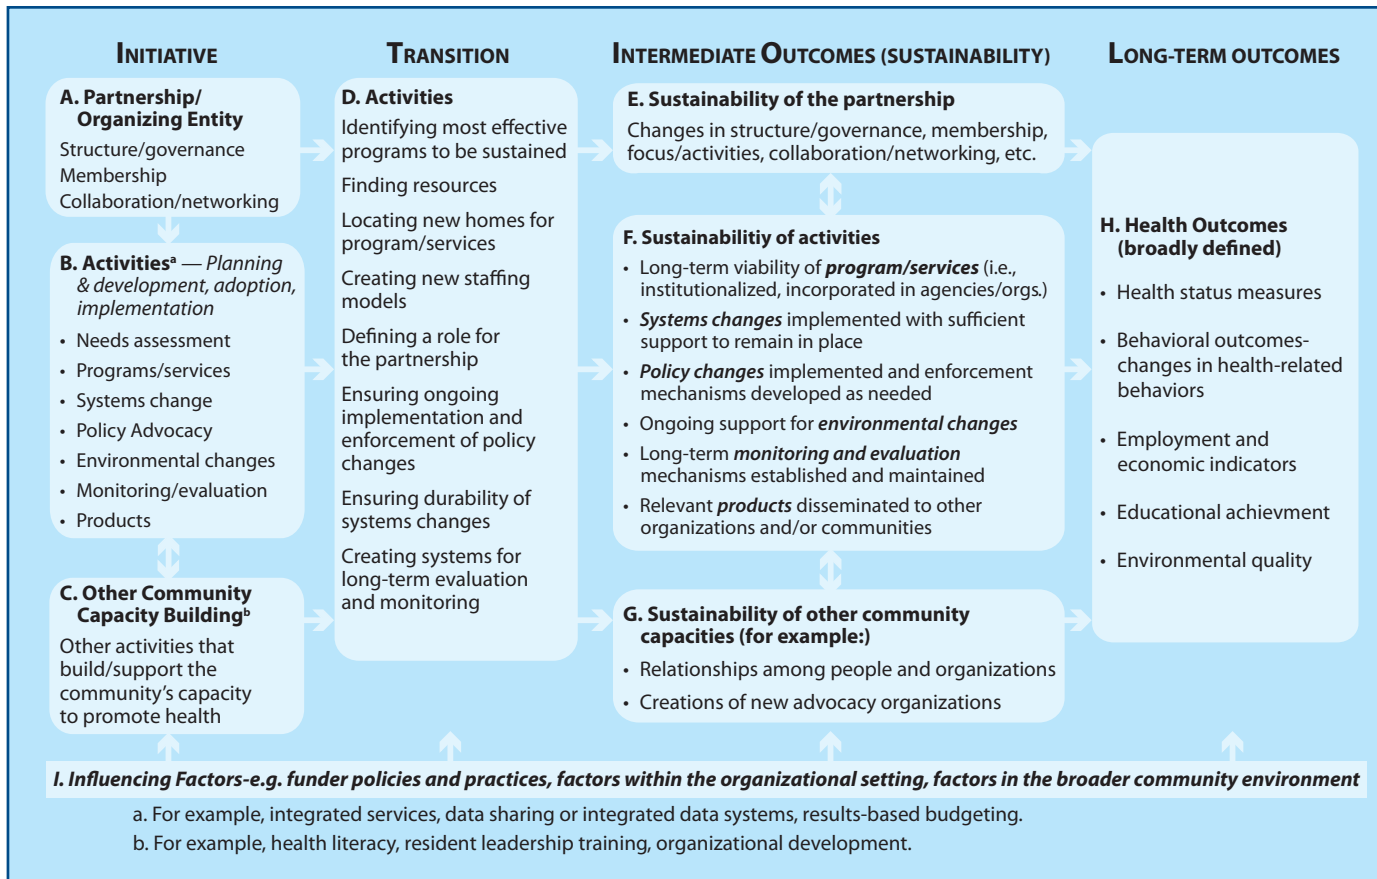 INITIATIVE
TRANSITION
INTERMEDIATE OUTCOMES (SUSTAINABILITY)
LONG-TERM OUTCOMES
A. Partnership/
Organizing Entity
Structure/governance
Membership
Collaboration/networking
B. Activitiesᵃ — Planning
& development, adoption,
implementation
• Needs assessment
• Programs/services
• Systems change
• Policy Advocacy
• Environmental changes
• Monitoring/evaluation
• Products
C. Other Community
Capacity Buildingᵇ
Other activities that
build/support the
community’s capacity
to promote health
D. Activities
Identifying most effective
programs to be sustained
Finding resources
Locating new homes for
program/services
Creating new staffing
models
Defining a role for
the partnership
Ensuring ongoing
implementation and
enforcement of policy
changes
Ensuring durability of
systems changes
Creating systems for
long-term evaluation
and monitoring
E. Sustainability of the partnership
Changes in structure/governance, membership,
focus/activities, collaboration/networking, etc.
F. Sustainabilitiy of activities
• Long-term viability of program/services (i.e.,
institutionalized, incorporated in agencies/orgs.)
• Systems changes implemented with sufficient
support to remain in place
• Policy changes implemented and enforcement
mechanisms developed as needed
• Ongoing support for environmental changes
• Long-term monitoring and evaluation
mechanisms established and maintained
• Relevant products disseminated to other
organizations and/or communities
G. Sustainability of other community
capacities (for example:)
• Relationships among people and organizations
• Creations of new advocacy organizations
H. Health Outcomes
(broadly defined)
• Health status measures
• Behavioral outcomes-
changes in health-related
behaviors
• Employment and
economic indicators
• Educational achievment
• Environmental quality
I. Influencing Factors-e.g. funder policies and practices, factors within the organizational setting, factors in the broader community environment
a. For example, integrated services, data sharing or integrated data systems, results-based budgeting.
b. For example, health literacy, resident leadership training, organizational development.